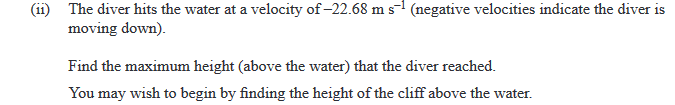 (ii) The diver hits the water at a velocity of –22.68 m s⁻¹ (negative velocities indicate the diver is
moving down).
Find the maximum height (above the water) that the diver reached.
You may wish to begin by finding the height of the cliff above the water.